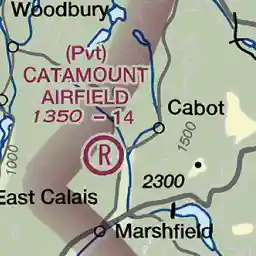 Woodbury
(Pvt)
CATAMOUNT
AIRFIELD
1350 - 14
R
Cabot
1500
1000
2300
East Calais
Marshfield